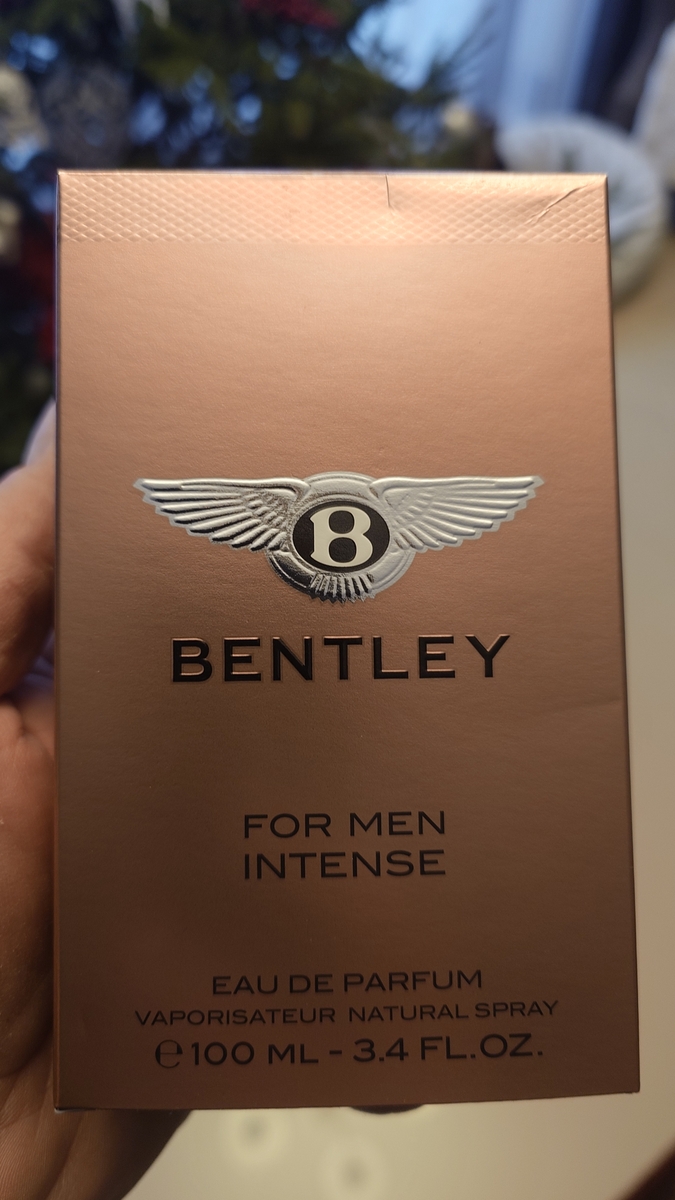 B
BENTLEY
FOR MEN
INTENSE
EAU DE PARFUM
VAPORISATEUR NATURAL SPRAY
℮ 100 ML - 3.4 FL.OZ.